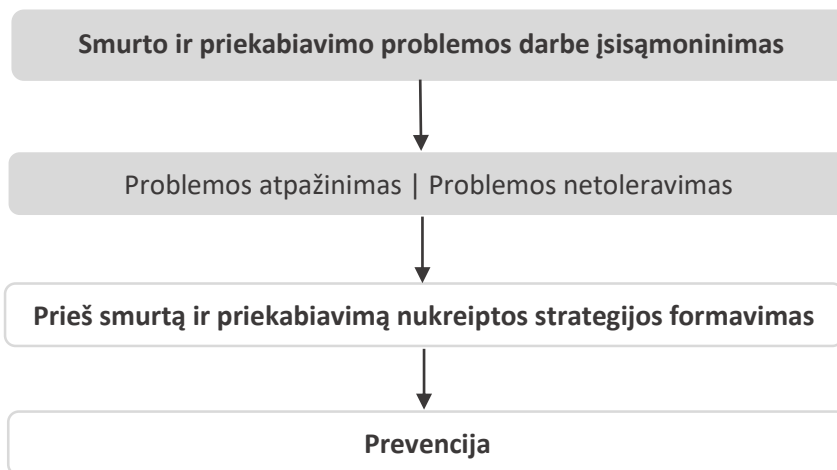 Smurto ir priekabiavimo problemos darbe įsisąmoninimas
Problemos atpažinimas | Problemos netoleravimas
Prieš smurtą ir priekabiavimą nukreiptos strategijos formavimas
Prevencija